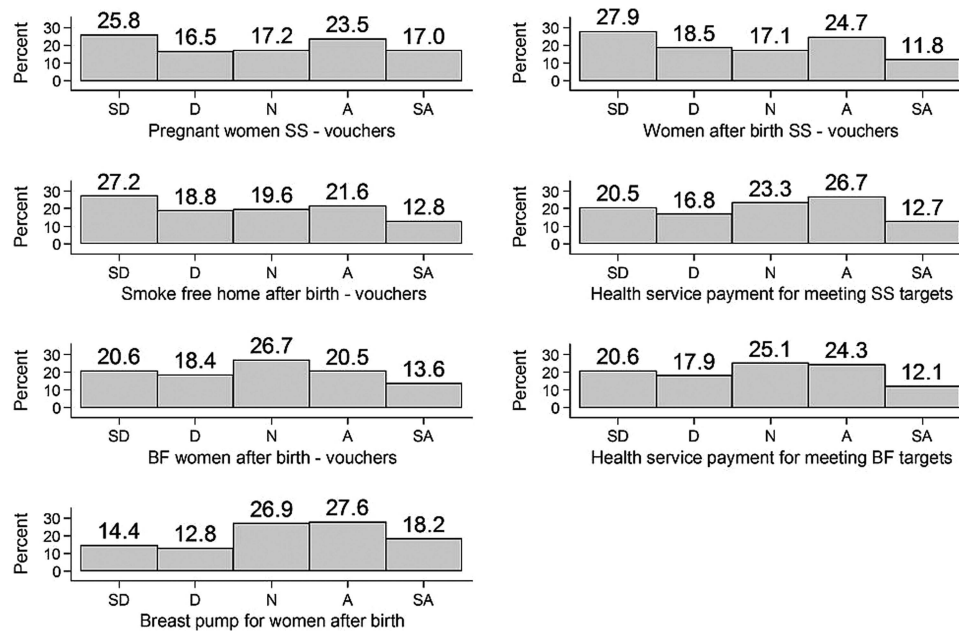 25.8 16.5 17.2 23.5 17.0
Percent
30
20
10
0
SD D N A SA
Pregnant women SS - vouchers
27.9 18.5 17.1 24.7 11.8
Percent
30
20
10
0
SD D N A SA
Women after birth SS - vouchers
27.2 18.8 19.6 21.6 12.8
Percent
30
20
10
0
SD D N A SA
Smoke free home after birth - vouchers
20.5 16.8 23.3 26.7 12.7
Percent
30
20
10
0
SD D N A SA
Health service payment for meeting SS targets
20.6 18.4 26.7 20.5 13.6
Percent
30
20
10
0
SD D N A SA
BF women after birth - vouchers
20.6 17.9 25.1 24.3 12.1
Percent
30
20
10
0
SD D N A SA
Health service payment for meeting BF targets
14.4 12.8 26.9 27.6 18.2
Percent
30
20
10
0
SD D N A SA
Breast pump for women after birth